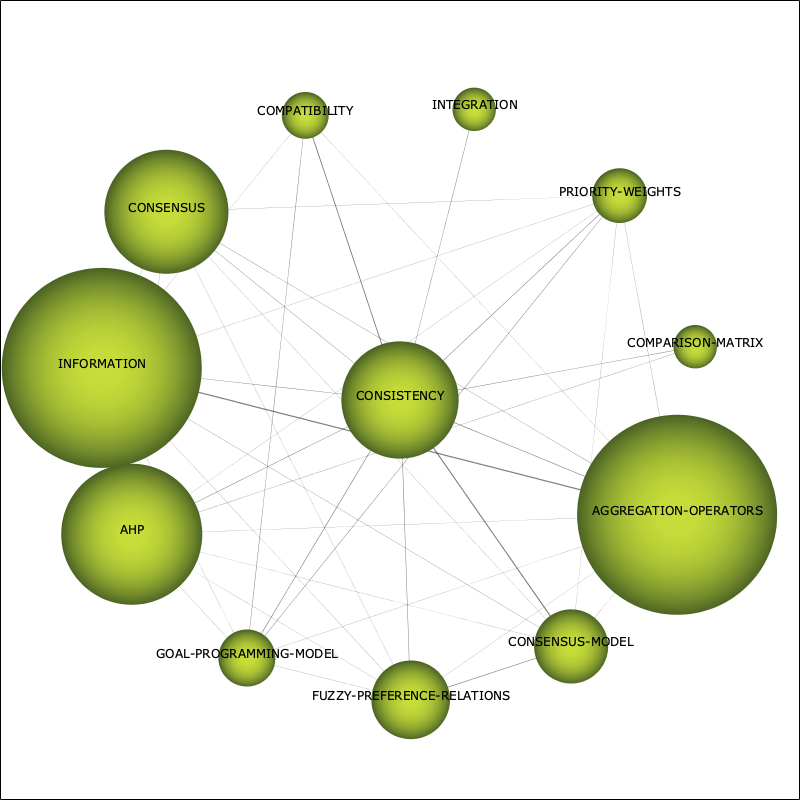 INTEGRATION
COMPATIBILITY
PRIORITY-WEIGHTS
CONSENSUS
COMPARISON-MATRIX
INFORMATION
CONSISTENCY
AGGREGATION-OPERATORS
AHP
CONSENSUS-MODEL
GOAL-PROGRAMMING-MODEL
FUZZY-PREFERENCE-RELATIONS